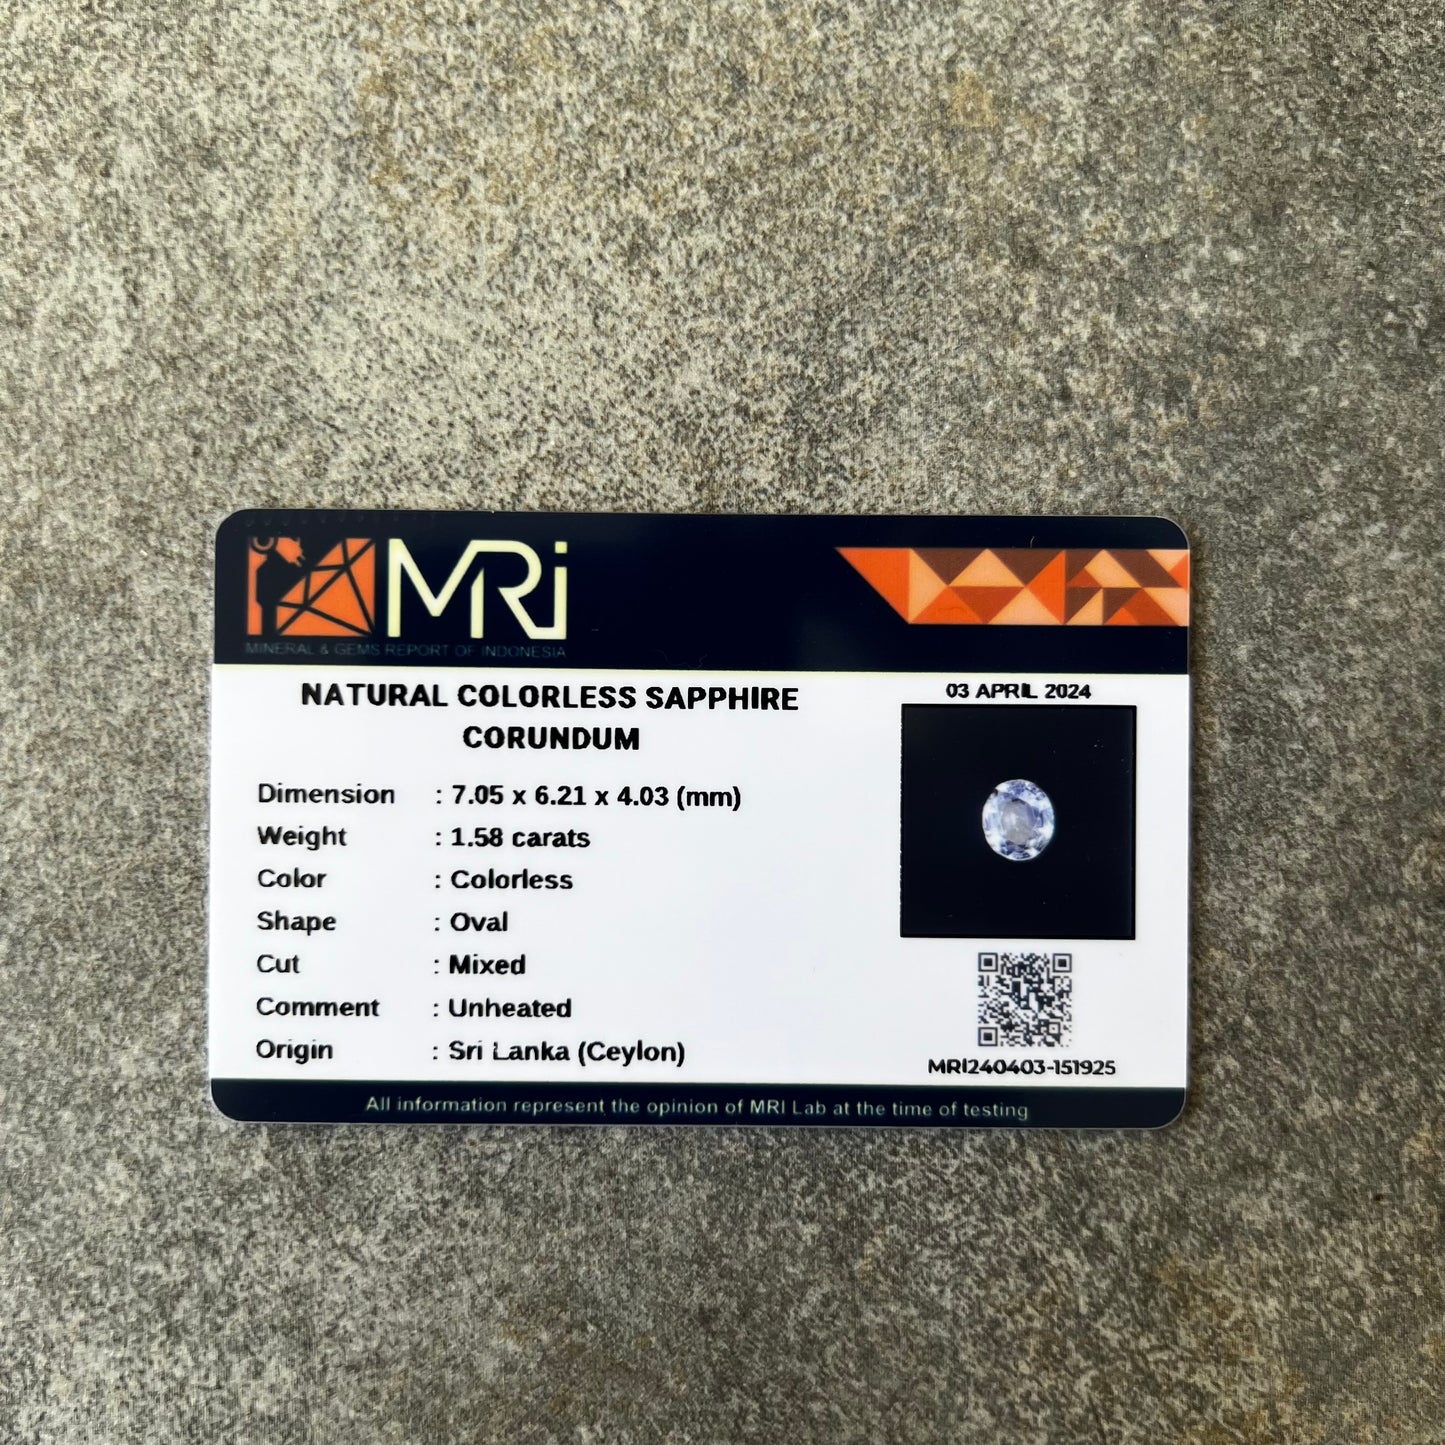 MRi
MINERAL & GEMS REPORT OF INDONESIA
NATURAL COLORLESS SAPPHIRE
CORUNDUM
Dimension : 7.05 x 6.21 x 4.03 (mm)
Weight : 1.58 carats
Color : Colorless
Shape : Oval
Cut : Mixed
Comment : Unheated
Origin : Sri Lanka (Ceylon)
03 APRIL 2024
MRI240403-151925
All information represent the opinion of MRI Lab at the time of testing